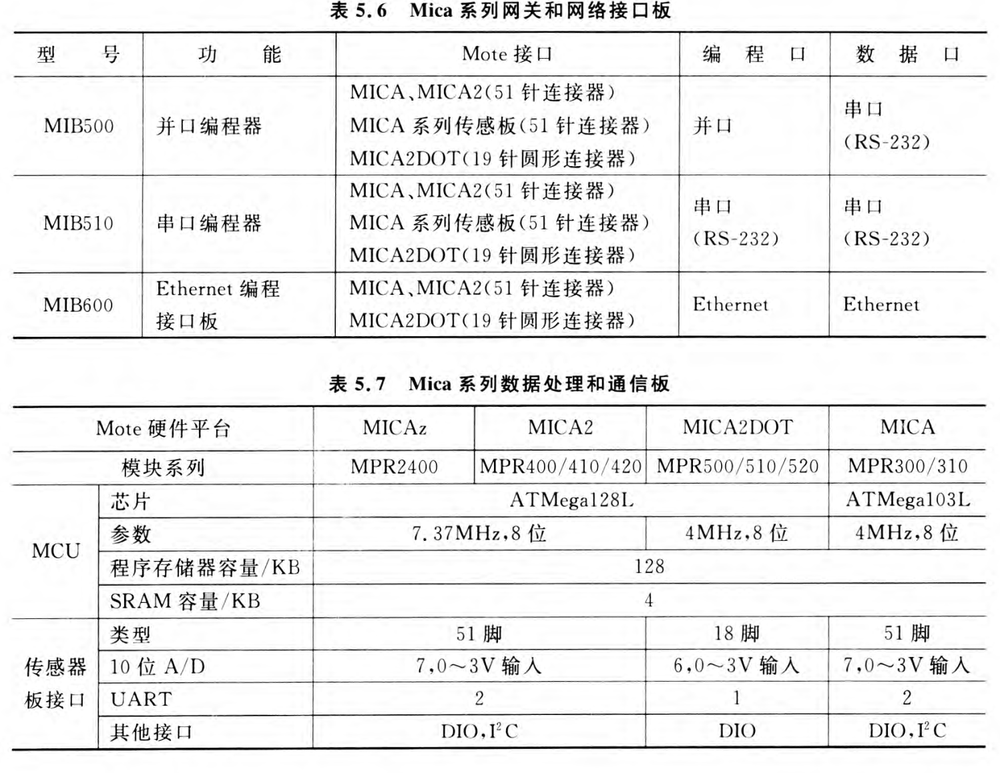 表 5.6 Mica 系列网关和网络接口板
型 号 功 能 Mote 接口 编 程 口 数 据 口
MIB500 并口编程器 MICA、MICA2(51 针连接器)
MICA 系列传感板(51 针连接器)
MICA2DOT(19 针圆形连接器) 并口 串口
(RS-232)
MIB510 串口编程器 MICA、MICA2(51 针连接器)
MICA 系列传感板(51 针连接器)
MICA2DOT(19 针圆形连接器) 串口
(RS-232) 串口
(RS-232)
MIB600 Ethernet 编程
接口板 MICA、MICA2(51 针连接器)
MICA2DOT(19 针圆形连接器) Ethernet Ethernet
表 5.7 Mica 系列数据处理和通信板
Mote 硬件平台 MICAz MICA2 MICA2DOT MICA
模块系列 MPR2400 MPR400/410/420 MPR500/510/520 MPR300/310
MCU 芯片 ATMega128L ATMega103L
参数 7.37MHz,8 位 4MHz,8 位 4MHz,8 位
程序存储器容量/KB 128
SRAM 容量/KB 4
传感器
板接口 类型 51 脚 18 脚 51 脚
10 位 A/D 7,0～3V 输入 6,0～3V 输入 7,0～3V 输入
UART 2 1 2
其他接口 DIO,I²C DIO DIO,I²C